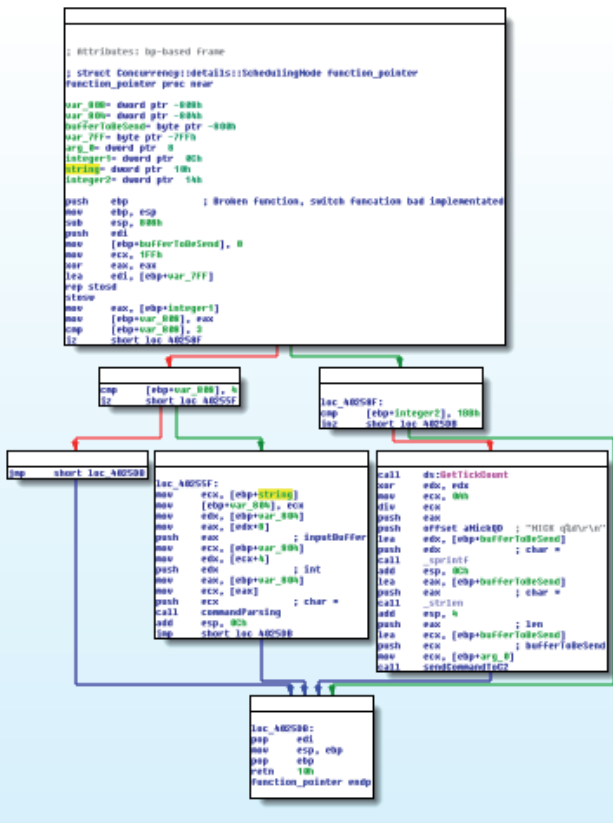 ; Attributes: bp-based frame
; struct Concurrency::details::SchedulingNode function_pointer
function_pointer proc near
var_808= dword ptr -808h
var_804= dword ptr -804h
bufferToBeSend= byte ptr -800h
var_7FF= byte ptr -7FFh
arg_0= dword ptr 8
integer1= dword ptr 0Ch
string= dword ptr 10h
integer2= dword ptr 14h
push ebp ; Broken function, switch funcation bad implementated
mov ebp, esp
sub esp, 808h
push edi
mov [ebp+bufferToBeSend], 0
mov ecx, 1FFh
xor eax, eax
lea edi, [ebp+var_7FF]
rep stosd
stosw
mov eax, [ebp+integer1]
mov [ebp+var_808], eax
cmp [ebp+var_808], 3
jz short loc_40258F
cmp [ebp+var_808], 4
jz short loc_40255F
loc_40258F:
cmp [ebp+integer2], 188h
jnz short loc_4025DB
jmp short loc_4025DB
loc_40255F:
mov ecx, [ebp+string]
mov [ebp+var_804], ecx
mov edx, [ebp+var_804]
mov eax, [edx+8]
push eax ; inputBuffer
mov ecx, [ebp+var_804]
mov edx, [ecx+4]
push edx ; int
mov eax, [ebp+var_804]
mov ecx, [eax]
push ecx ; char *
call commandParsing
add esp, 0Ch
jmp short loc_4025DB
call ds:GetTickCount
xor edx, edx
mov ecx, 0Ah
div ecx
push eax
push offset aHickQD ; "HICK q%d\r\n"
lea edx, [ebp+bufferToBeSend]
push edx ; char *
call _sprintf
add esp, 0Ch
lea eax, [ebp+bufferToBeSend]
push eax ; char *
call _strlen
add esp, 4
push eax ; len
lea ecx, [ebp+bufferToBeSend]
push ecx ; bufferToBeSend
mov ecx, [ebp+arg_0]
call sendCommandToC2
loc_4025DB:
pop edi
mov esp, ebp
pop ebp
retn 10h
function_pointer endp